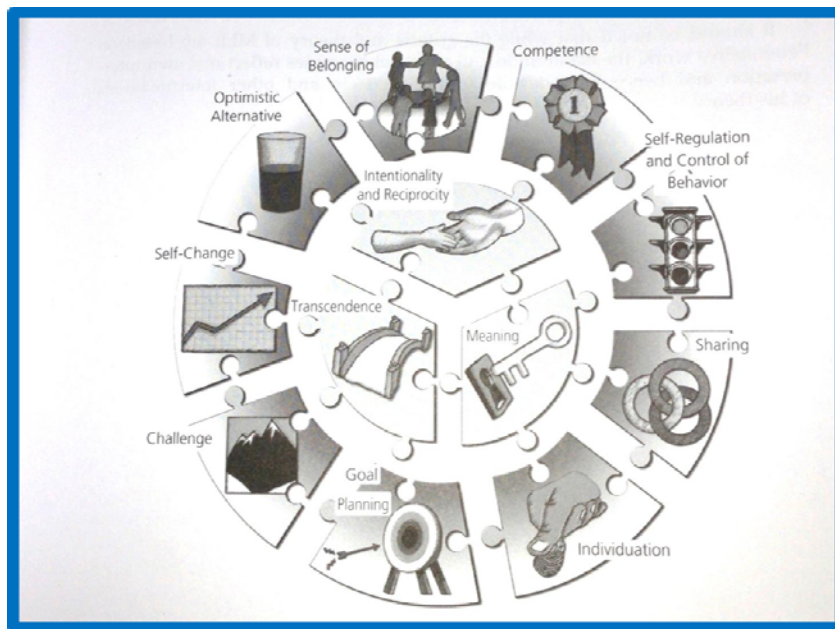 Sense of
Belonging
Competence
Optimistic
Alternative
Self-Regulation
and Control of
Behavior
1
Intentionality
and Reciprocity
Self-Change
Transcendence
Meaning
Sharing
Challenge
Goal
Planning
Individuation